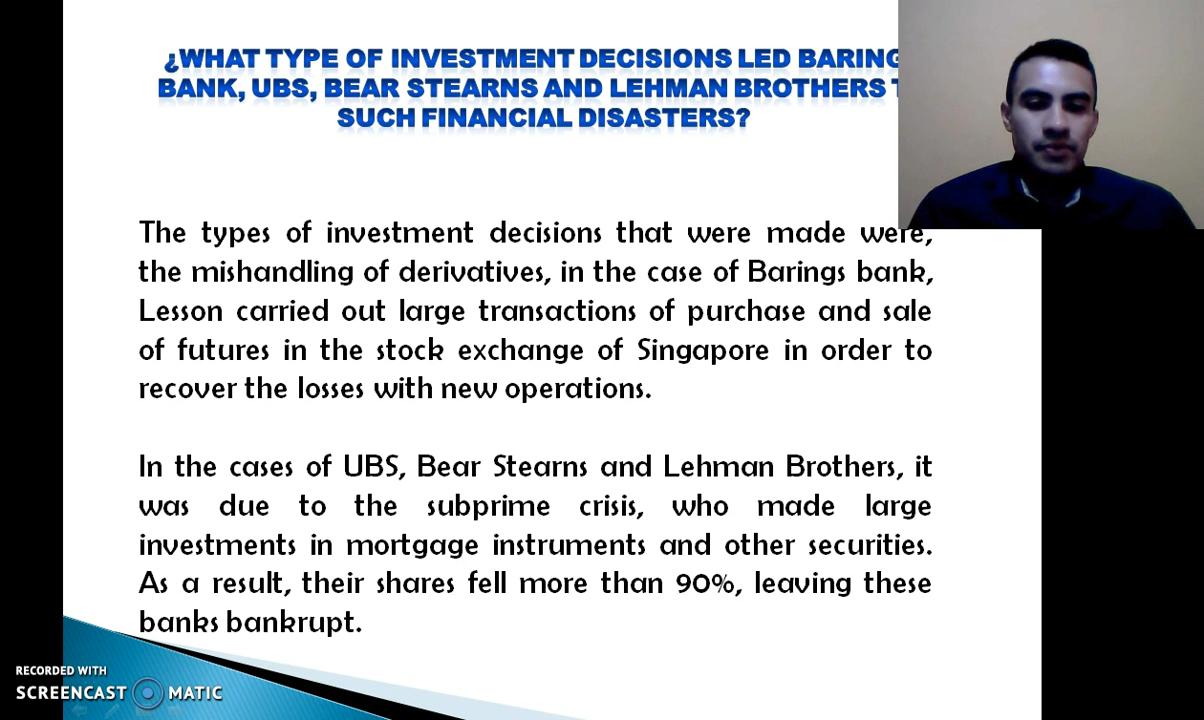 ¿WHAT TYPE OF INVESTMENT DECISIONS LED BARING
BANK, UBS, BEAR STEARNS AND LEHMAN BROTHERS
SUCH FINANCIAL DISASTERS?
The types of investment decisions that were made were,
the mishandling of derivatives, in the case of Barings bank,
Lesson carried out large transactions of purchase and sale
of futures in the stock exchange of Singapore in order to
recover the losses with new operations.
In the cases of UBS, Bear Stearns and Lehman Brothers, it
was due to the subprime crisis, who made large
investments in mortgage instruments and other securities.
As a result, their shares fell more than 90%, leaving these
banks bankrupt.
RECORDED WITH
SCREENCAST MATIC